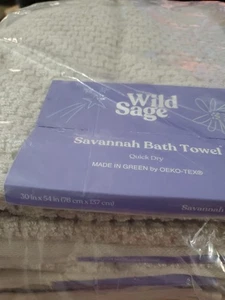 Wild
Sage
Savannah Bath Towel
Quick Dry
MADE IN GREEN by OEKO-TEX®
30 in x 54 in (76 cm x 137 cm)
Savannah